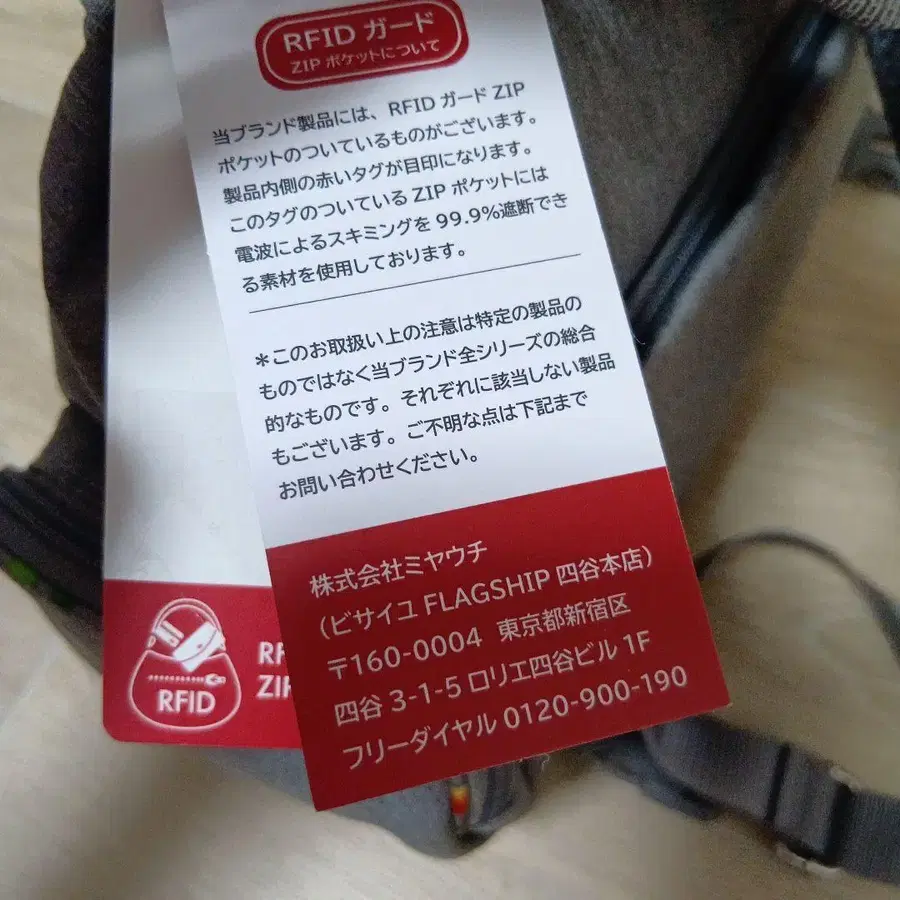 RFID ガード
ZIP ポケットについて
当ブランド製品には、RFID ガード ZIP
ポケットのついているものがございます。
製品内側の赤いタグが目印になります。
このタグのついている ZIP ポケットには
電波によるスキミングを 99.9%遮断でき
る素材を使用しております。
＊このお取扱い上の注意は特定の製品の
ものではなく当ブランド全シリーズの総合
的なものです。それぞれに該当しない製品
もございます。ご不明な点は下記まで
お問い合わせください。
株式会社ミヤウチ
（ビサイユ FLAGSHIP 四谷本店）
〒160-0004 東京都新宿区
四谷 3-1-5 ロリエ四谷ビル 1F
フリーダイヤル 0120-900-190
RFID
ZIP